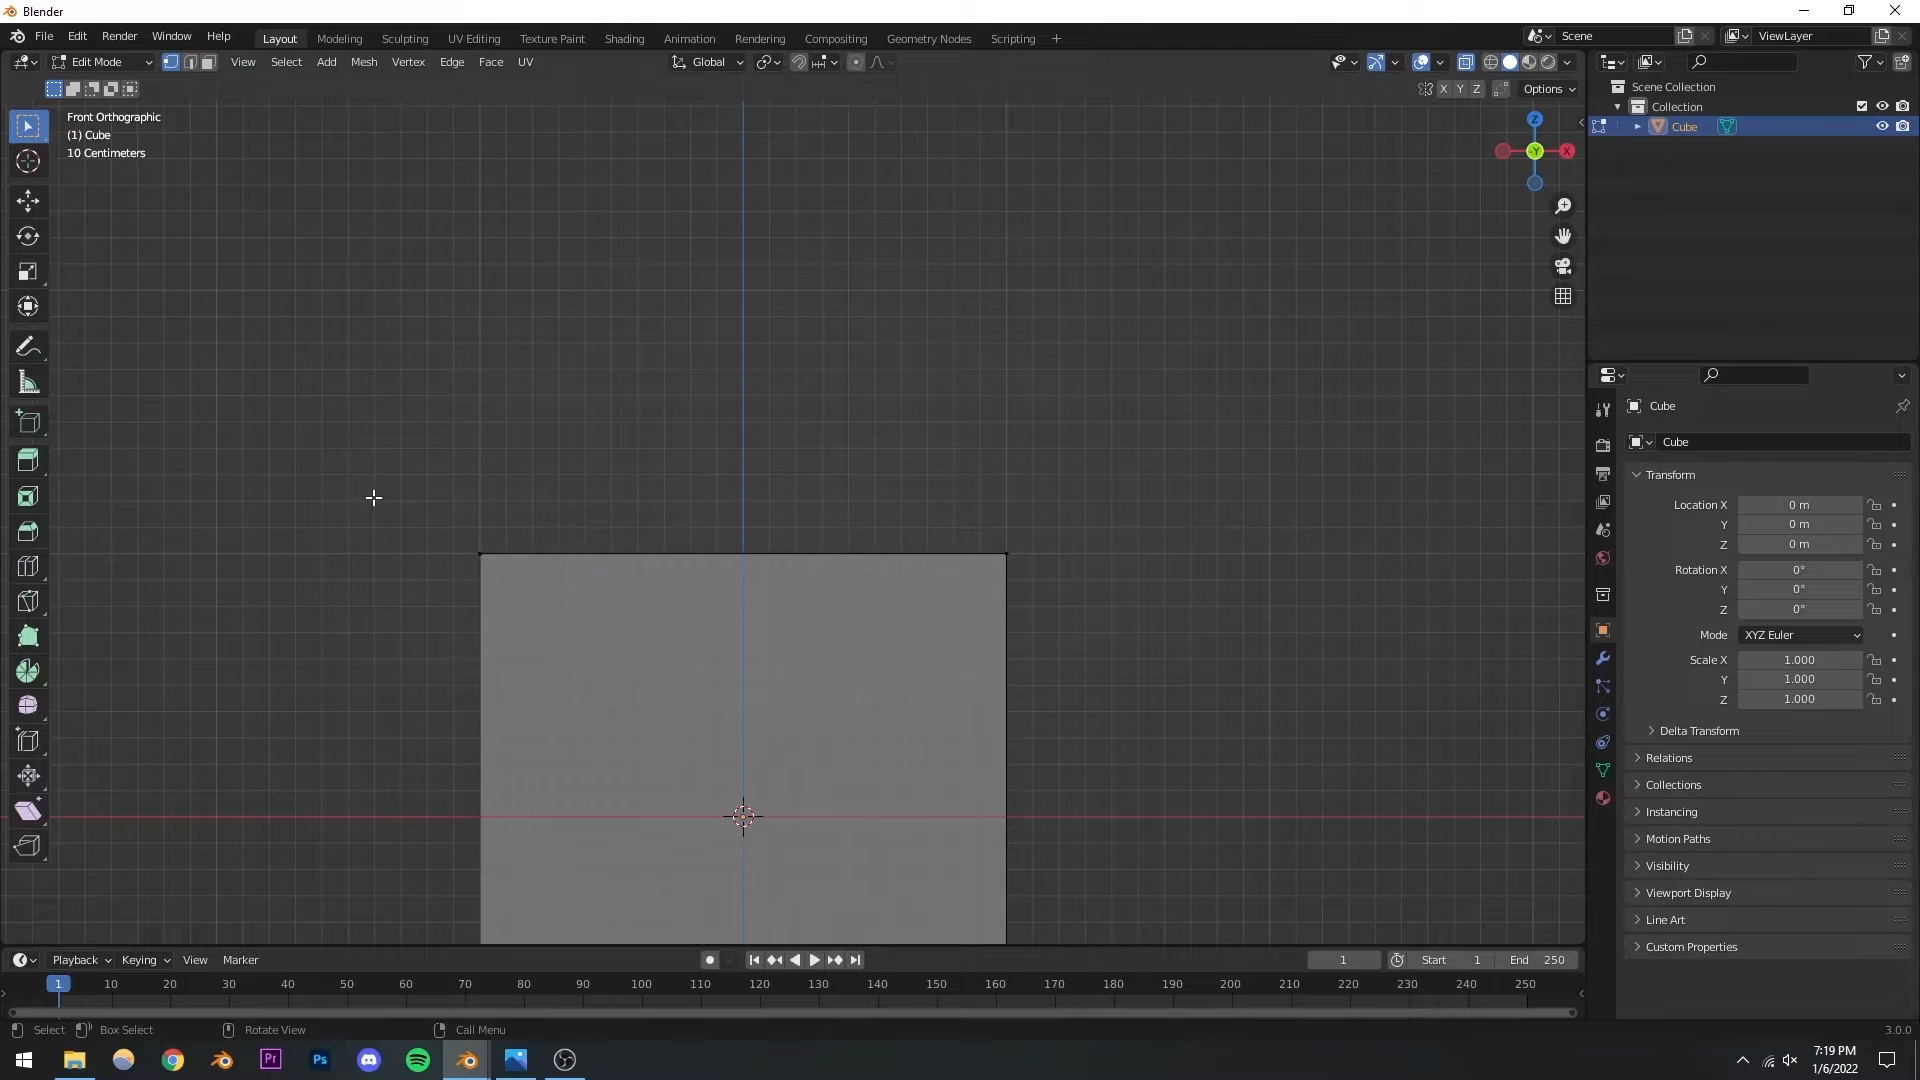 Blender
File Edit Render Window Help
Layout Modeling Sculpting UV Editing Texture Paint Shading Animation Rendering Compositing Geometry Nodes Scripting +
Scene
ViewLayer
Edit Mode View Select Add Mesh Vertex Edge Face UV
Global
X Y Z Options
Front Orthographic
(1) Cube
10 Centimeters
Z
-Y
X
Scene Collection
Collection
Cube
Cube
Cube
Transform
Location X 0 m
Y 0 m
Z 0 m
Rotation X 0°
Y 0°
Z 0°
Mode XYZ Euler
Scale X 1.000
Y 1.000
Z 1.000
Delta Transform
Relations
Collections
Instancing
Motion Paths
Visibility
Viewport Display
Line Art
Custom Properties
Playback Keying View Marker
1 Start 1 End 250
1 10 20 30 40 50 60 70 80 90 100 110 120 130 140 150 160 170 180 190 200 210 220 230 240 250
Select Box Select Rotate View Call Menu
3.0.0
Pr Ps
7:19 PM
1/6/2022